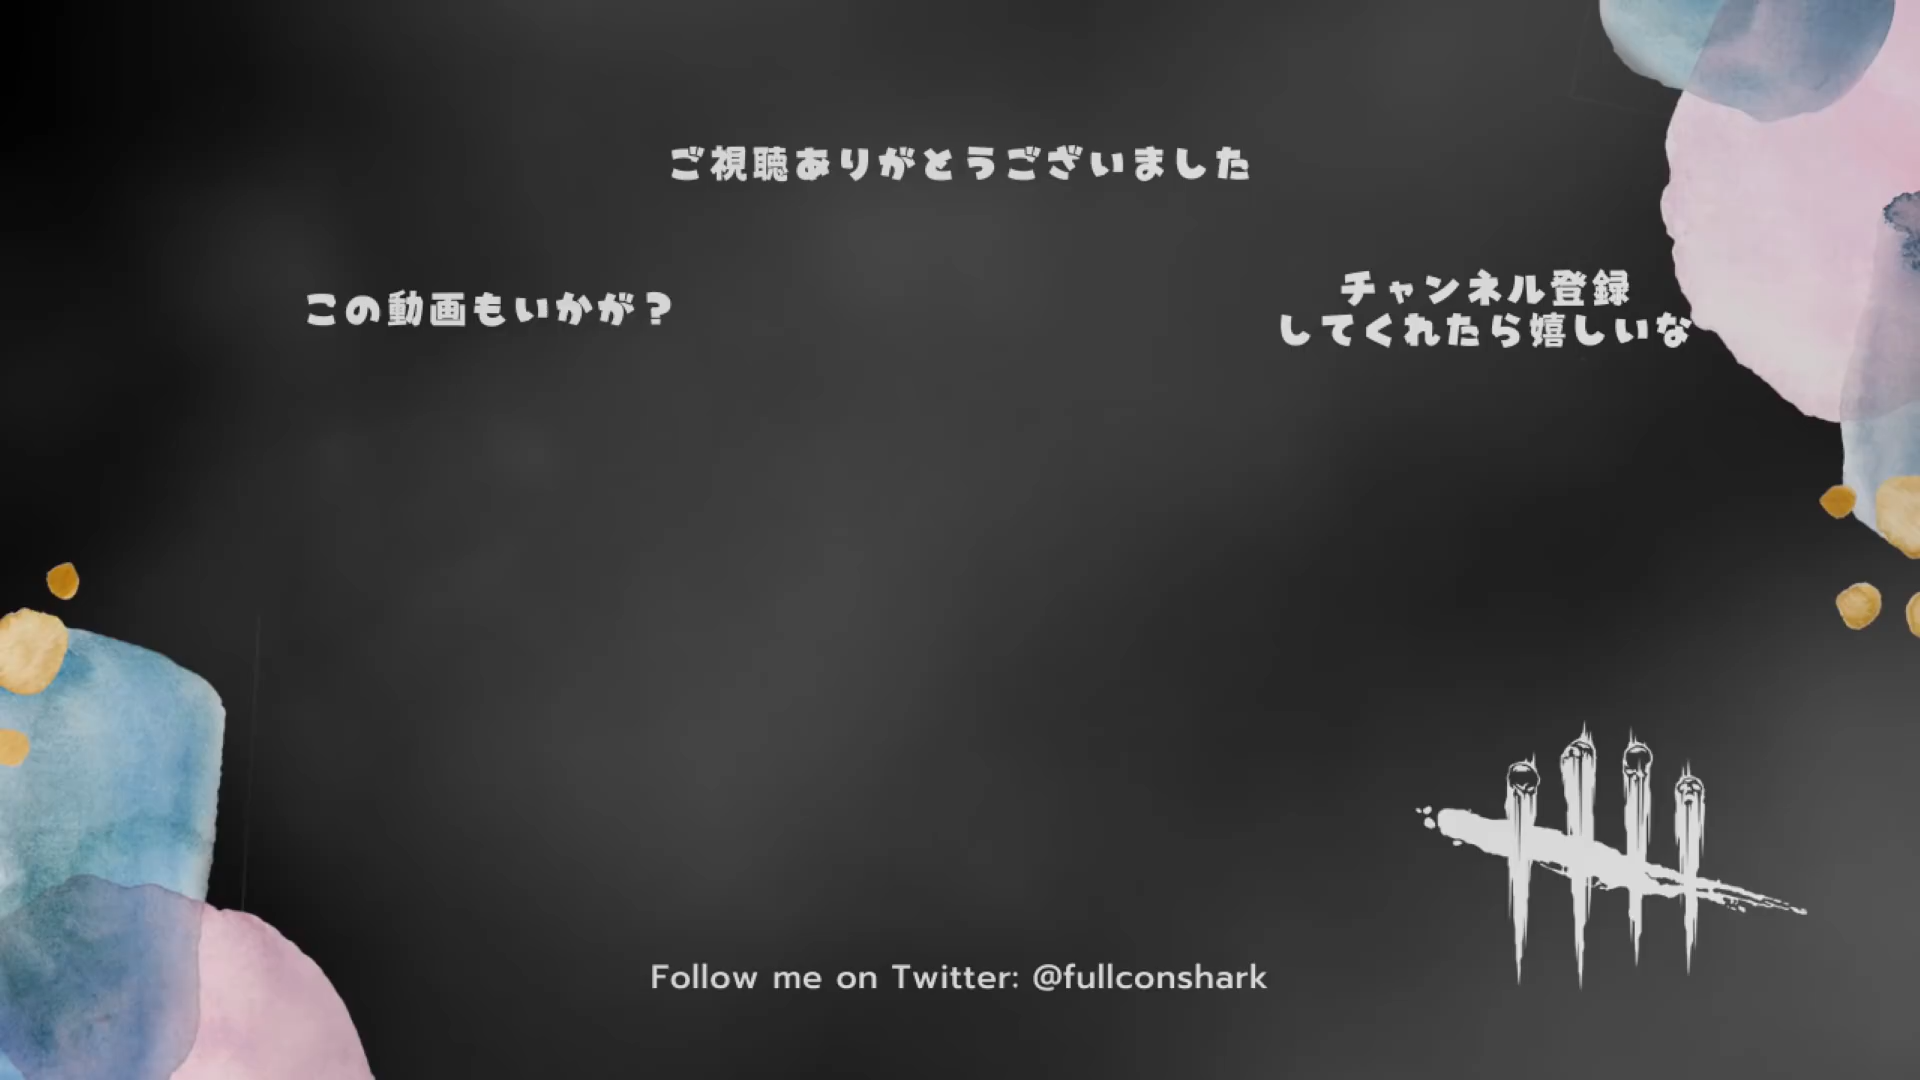 ご視聴ありがとうございました
この動画もいかが？
チャンネル登録
してくれたら嬉しいな
Follow me on Twitter: @fullconshark